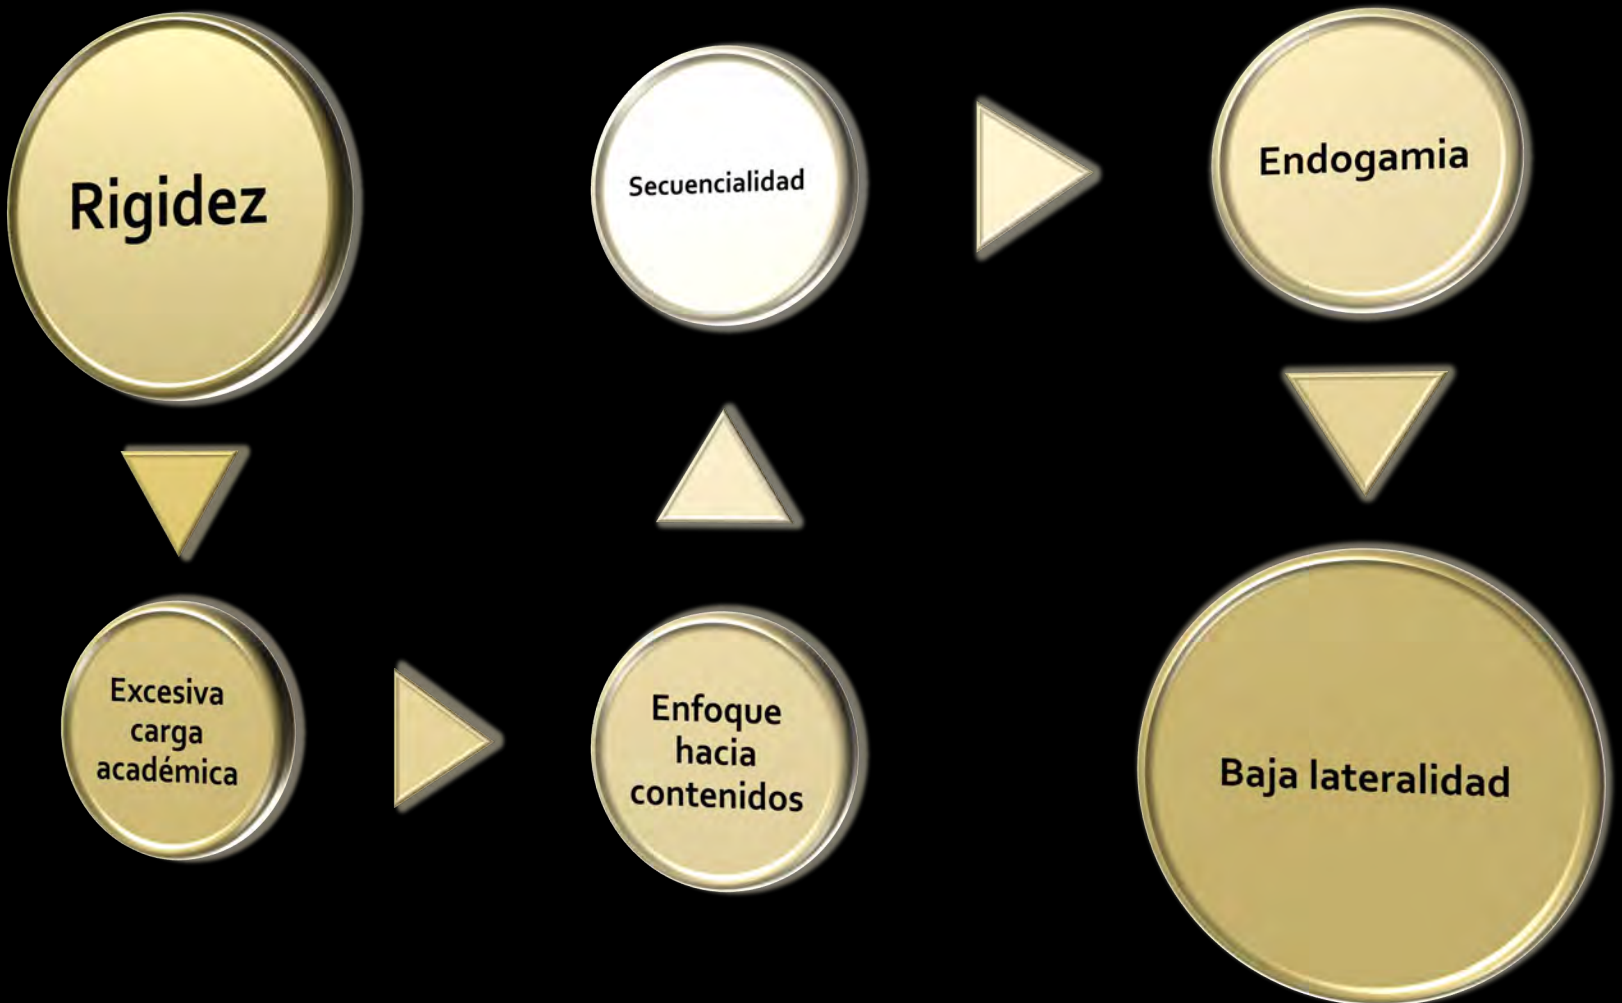 Rigidez
Excesiva
carga
académica
Enfoque
hacia
contenidos
Secuencialidad
Endogamia
Baja lateralidad